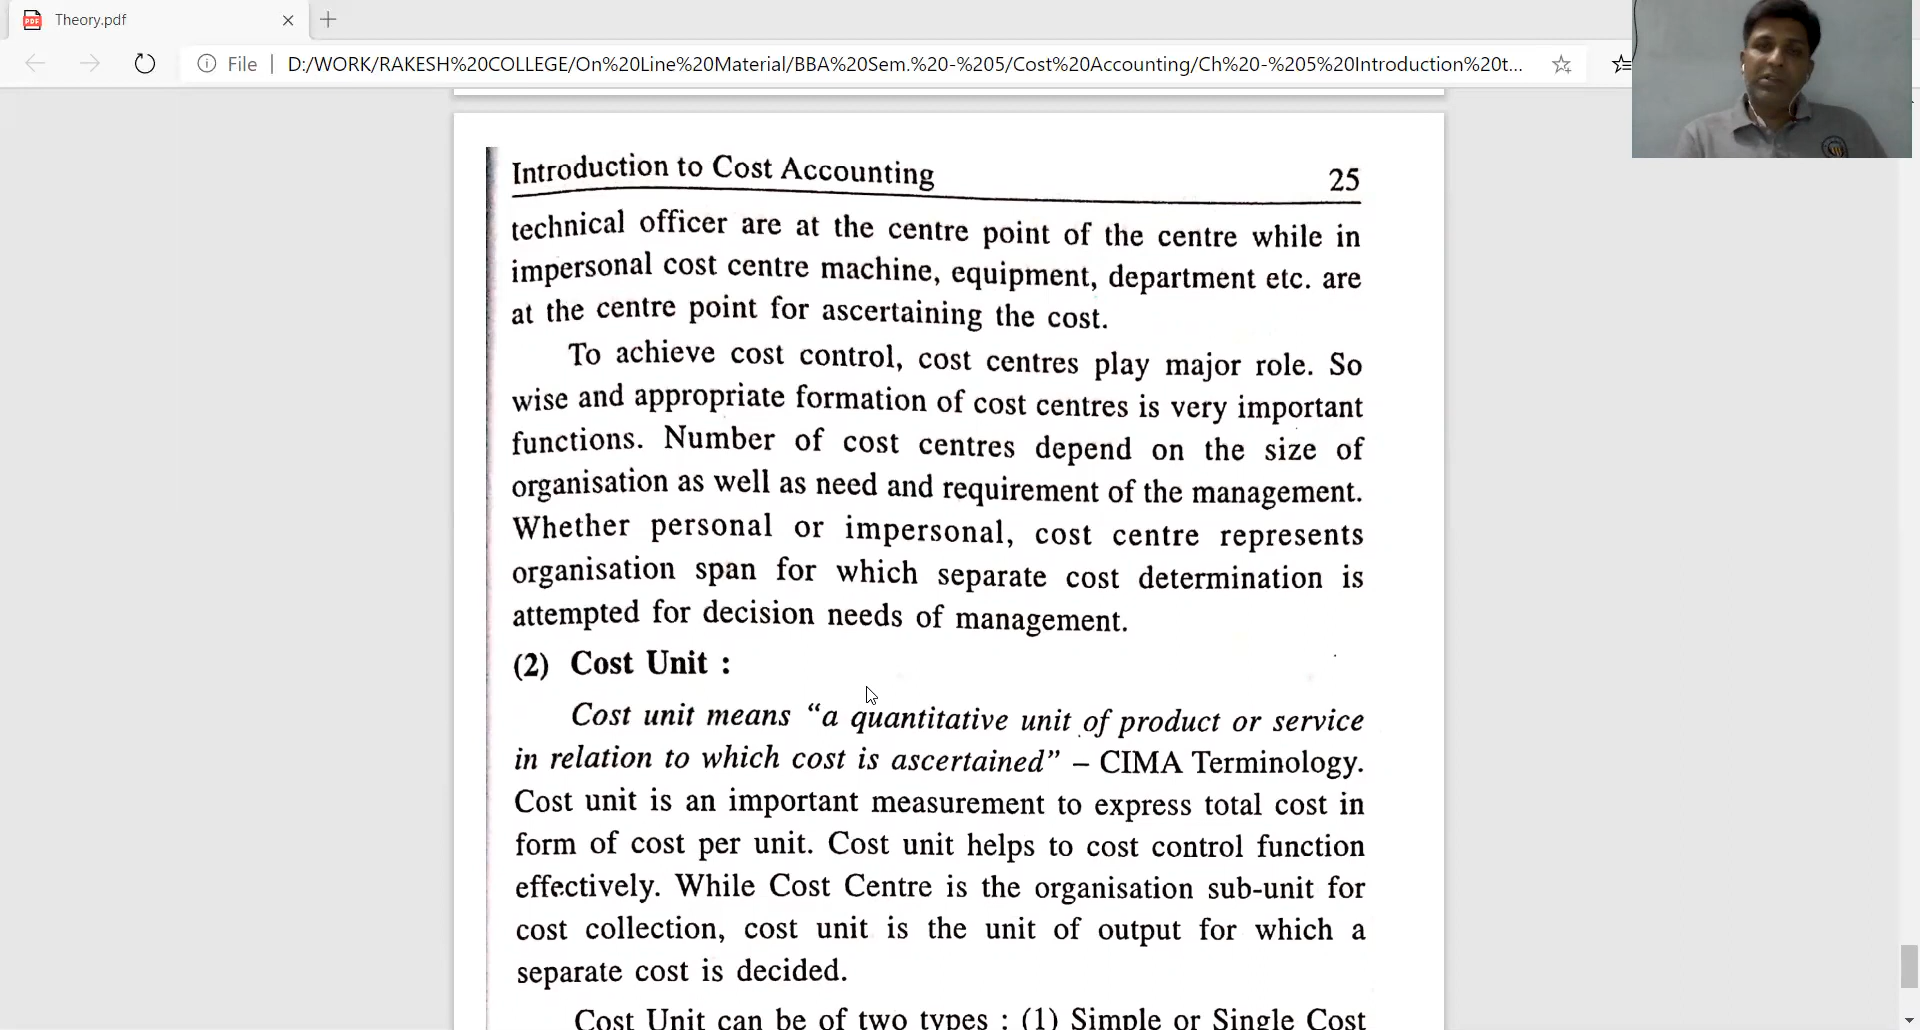 Theory.pdf
File
D:/WORK/RAKESH%20COLLEGE/On%20Line%20Material/BBA%20Sem.%20-%205/Cost%20Accounting/Ch%20-%205%20Introduction%20t...
Introduction to Cost Accounting 25
technical officer are at the centre point of the centre while in
impersonal cost centre machine, equipment, department etc. are
at the centre point for ascertaining the cost.
To achieve cost control, cost centres play major role. So
wise and appropriate formation of cost centres is very important
functions. Number of cost centres depend on the size of
organisation as well as need and requirement of the management.
Whether personal or impersonal, cost centre represents
organisation span for which separate cost determination is
attempted for decision needs of management.
(2) Cost Unit :
Cost unit means “a quantitative unit of product or service
in relation to which cost is ascertained” – CIMA Terminology.
Cost unit is an important measurement to express total cost in
form of cost per unit. Cost unit helps to cost control function
effectively. While Cost Centre is the organisation sub-unit for
cost collection, cost unit is the unit of output for which a
separate cost is decided.
Cost Unit can be of two types : (1) Simple or Single Cost